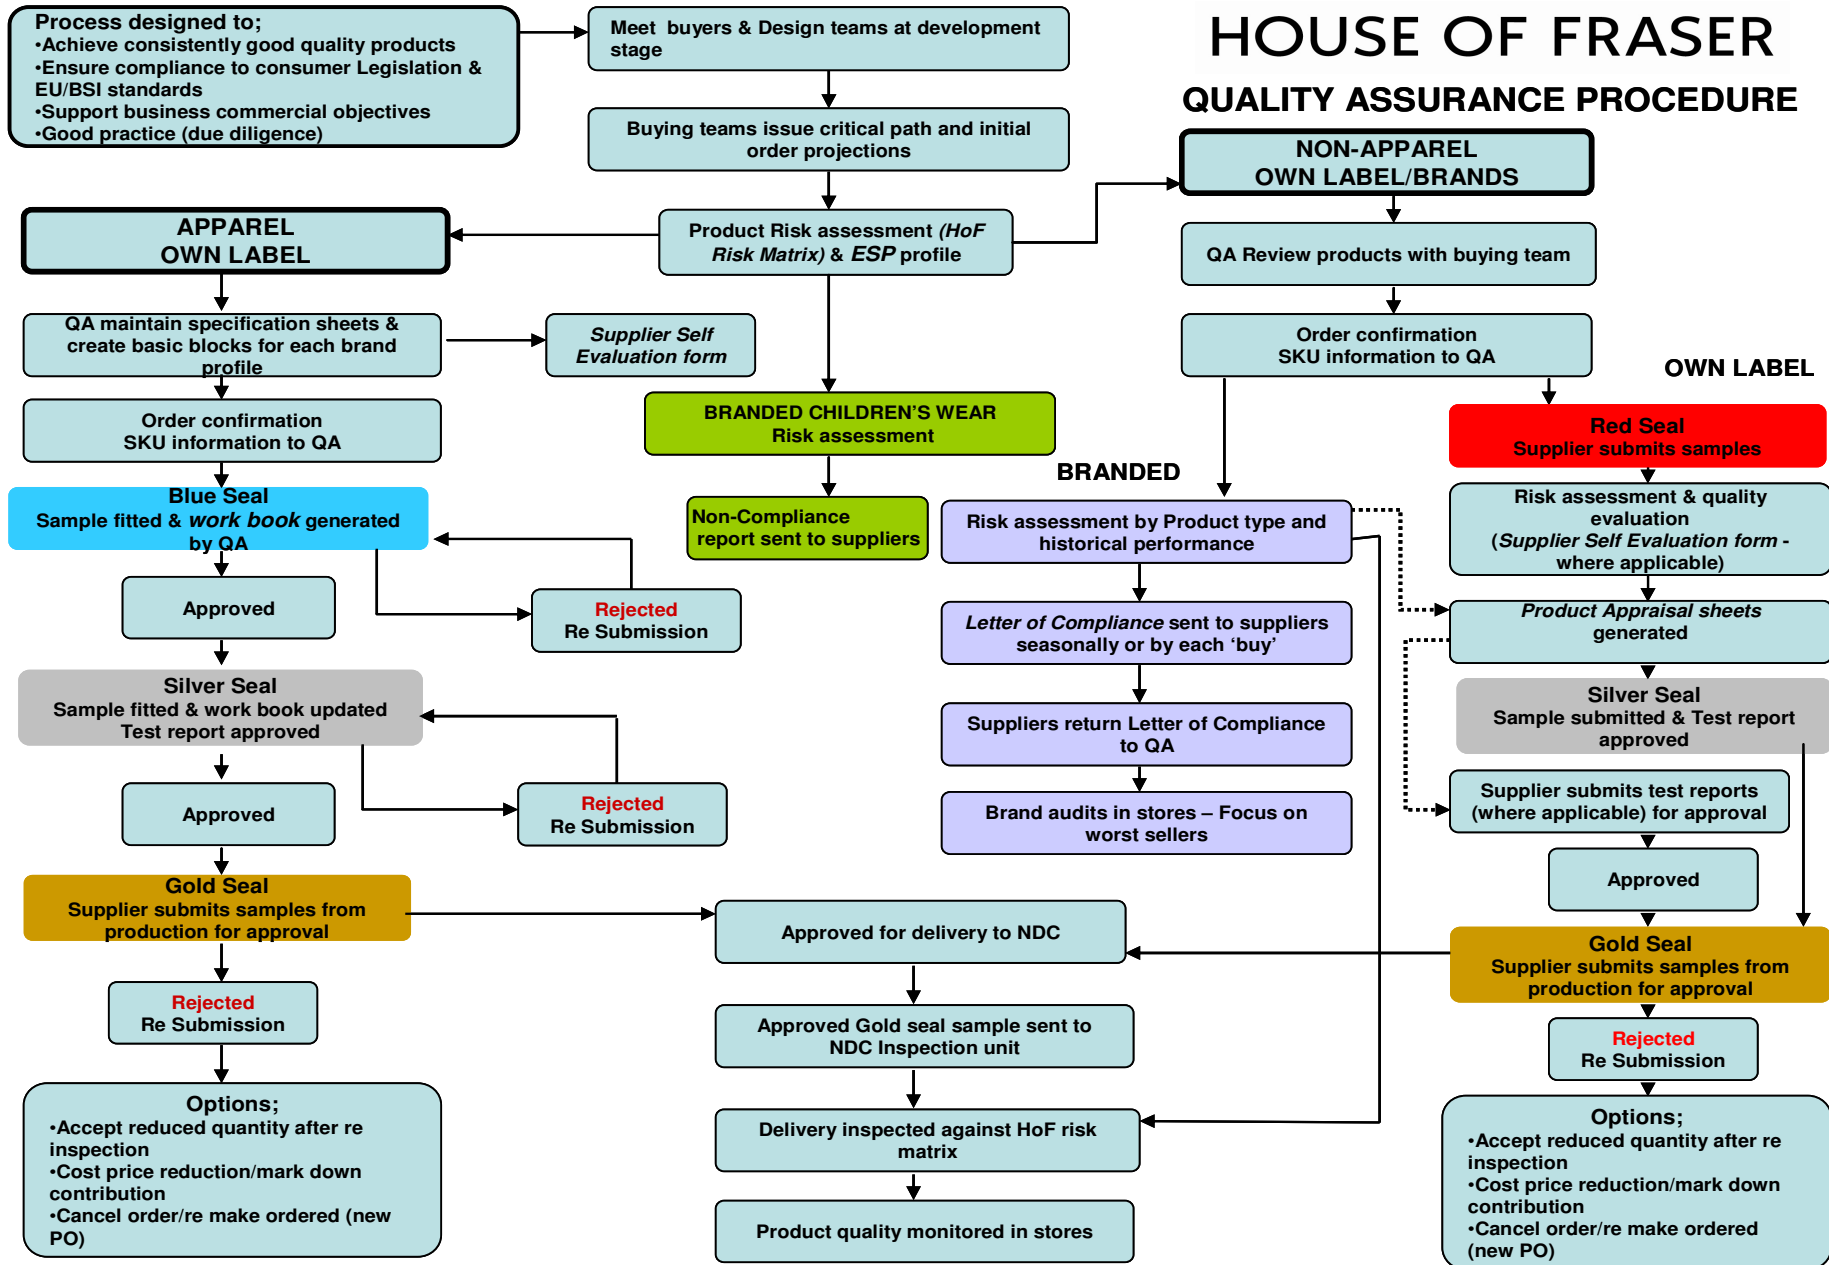 Process designed to;
•Achieve consistently good quality products
•Ensure compliance to consumer Legislation &
EU/BSI standards
•Support business commercial objectives
•Good practice (due diligence)
Meet buyers & Design teams at development
stage
HOUSE OF FRASER
QUALITY ASSURANCE PROCEDURE
Buying teams issue critical path and initial
order projections
NON-APPAREL
OWN LABEL/BRANDS
APPAREL
OWN LABEL
Product Risk assessment (HoF
Risk Matrix) & ESP profile
QA Review products with buying team
QA maintain specification sheets &
create basic blocks for each brand
profile
Supplier Self
Evaluation form
Order confirmation
SKU information to QA
OWN LABEL
Order confirmation
SKU information to QA
BRANDED CHILDREN'S WEAR
Risk assessment
Red Seal
Supplier submits samples
BRANDED
Blue Seal
Sample fitted & work book generated
by QA
Non-Compliance
report sent to suppliers
Risk assessment by Product type and
historical performance
Risk assessment & quality
evaluation
(Supplier Self Evaluation form -
where applicable)
Approved
Rejected
Re Submission
Letter of Compliance sent to suppliers
seasonally or by each ‘buy’
Product Appraisal sheets
generated
Silver Seal
Sample fitted & work book updated
Test report approved
Suppliers return Letter of Compliance
to QA
Silver Seal
Sample submitted & Test report
approved
Approved
Rejected
Re Submission
Brand audits in stores – Focus on
worst sellers
Supplier submits test reports
(where applicable) for approval
Approved
Gold Seal
Supplier submits samples from
production for approval
Approved for delivery to NDC
Gold Seal
Supplier submits samples from
production for approval
Rejected
Re Submission
Approved Gold seal sample sent to
NDC Inspection unit
Rejected
Re Submission
Options;
•Accept reduced quantity after re
inspection
•Cost price reduction/mark down
contribution
•Cancel order/re make ordered (new
PO)
Delivery inspected against HoF risk
matrix
Product quality monitored in stores
Options;
•Accept reduced quantity after re
inspection
•Cost price reduction/mark down
contribution
•Cancel order/re make ordered
(new PO)